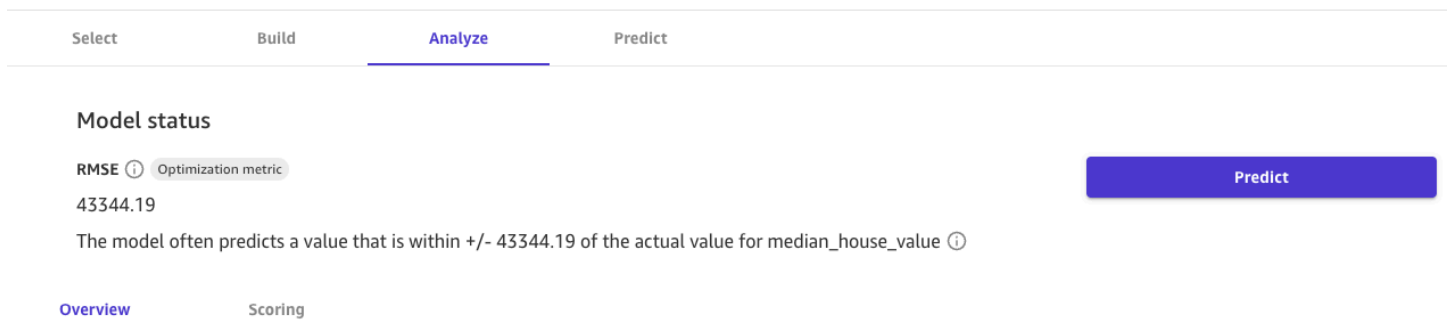 Select Build Analyze Predict
Model status
RMSE Optimization metric
Predict
43344.19
The model often predicts a value that is within +/- 43344.19 of the actual value for median_house_value
Overview Scoring